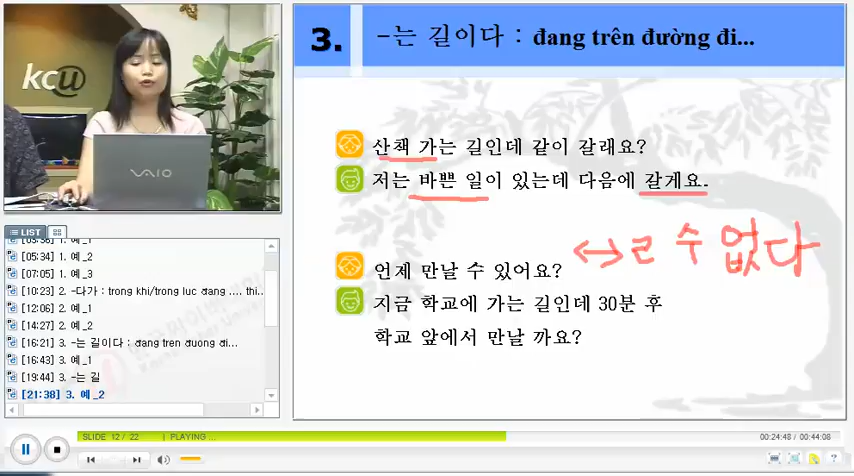 kcu
VAIO
3. -는 길이다 : đang trên đường đi...
산책 가는 길인데 같이 갈래요?
저는 바쁜 일이 있는데 다음에 갈게요.
언제 만날 수 있어요?
↔ ㄹ 수 없다
지금 학교에 가는 길인데 30분 후
학교 앞에서 만날 까요?
LIST
1. 예_1
[05:34] 1. 예_2
[07:05] 1. 예_3
[10:23] 2. -다가 : trong khi/trong luc đang .... thi...
[12:06] 2. 예_1
[14:27] 2. 예_2
[16:21] 3. -는 길이다 : đang tren đuong đi...
[16:43] 3. 예_1
[19:44] 3. -는 길
[21:38] 3. 예_2
SLIDE 12 / 22 | PLAYING ...
00:24:48 / 00:44:08